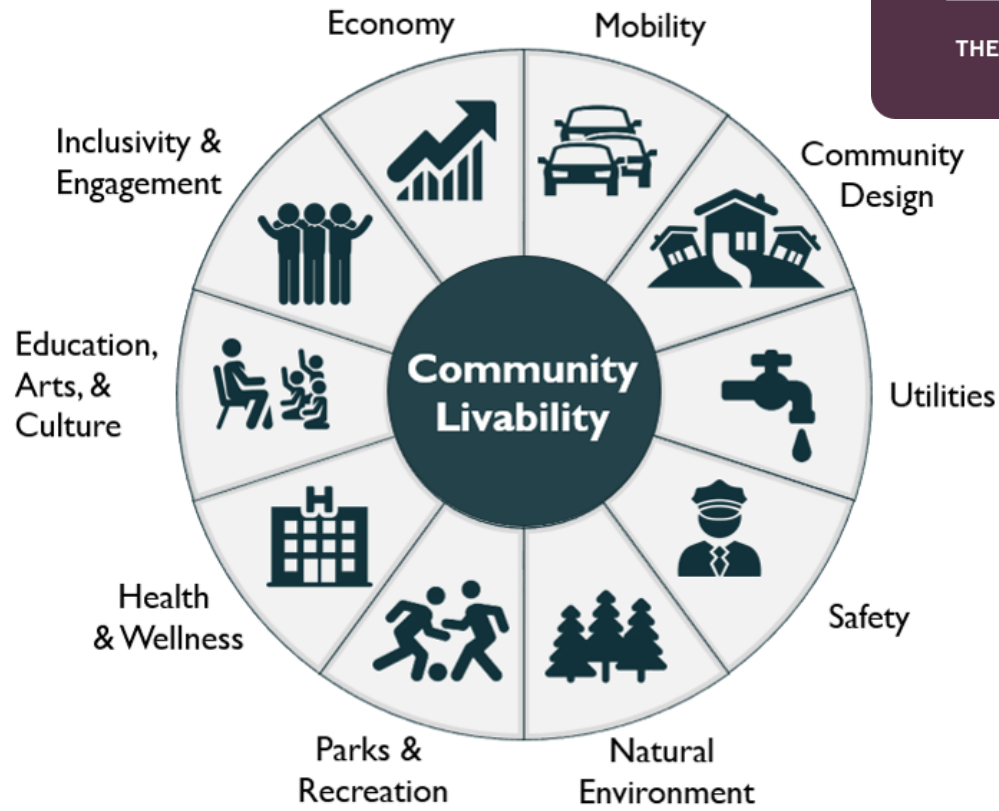 Economy
Mobility
THE
Inclusivity &
Engagement
Community
Design
Education,
Arts, &
Culture
Community
Livability
Utilities
H
Health
& Wellness
Safety
Parks &
Recreation
Natural
Environment